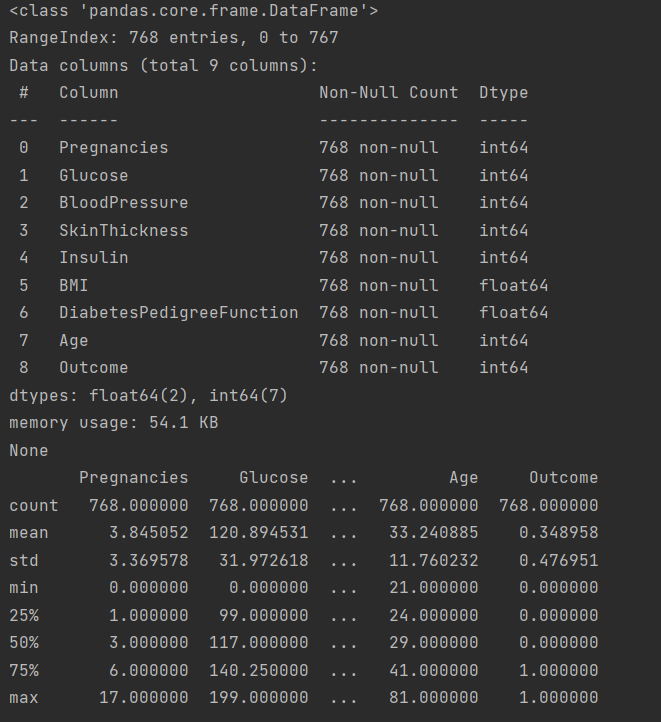 <class 'pandas.core.frame.DataFrame'>
RangeIndex: 768 entries, 0 to 767
Data columns (total 9 columns):
 #   Column                    Non-Null Count  Dtype
---  ------                    --------------  -----
 0   Pregnancies               768 non-null    int64
 1   Glucose                   768 non-null    int64
 2   BloodPressure             768 non-null    int64
 3   SkinThickness             768 non-null    int64
 4   Insulin                   768 non-null    int64
 5   BMI                       768 non-null    float64
 6   DiabetesPedigreeFunction  768 non-null    float64
 7   Age                       768 non-null    int64
 8   Outcome                   768 non-null    int64
dtypes: float64(2), int64(7)
memory usage: 54.1 KB
None
       Pregnancies     Glucose  ...         Age     Outcome
count   768.000000  768.000000  ...  768.000000  768.000000
mean      3.845052  120.894531  ...   33.240885    0.348958
std       3.369578   31.972618  ...   11.760232    0.476951
min       0.000000    0.000000  ...   21.000000    0.000000
25%       1.000000   99.000000  ...   24.000000    0.000000
50%       3.000000  117.000000  ...   29.000000    0.000000
75%       6.000000  140.250000  ...   41.000000    1.000000
max      17.000000  199.000000  ...   81.000000    1.000000